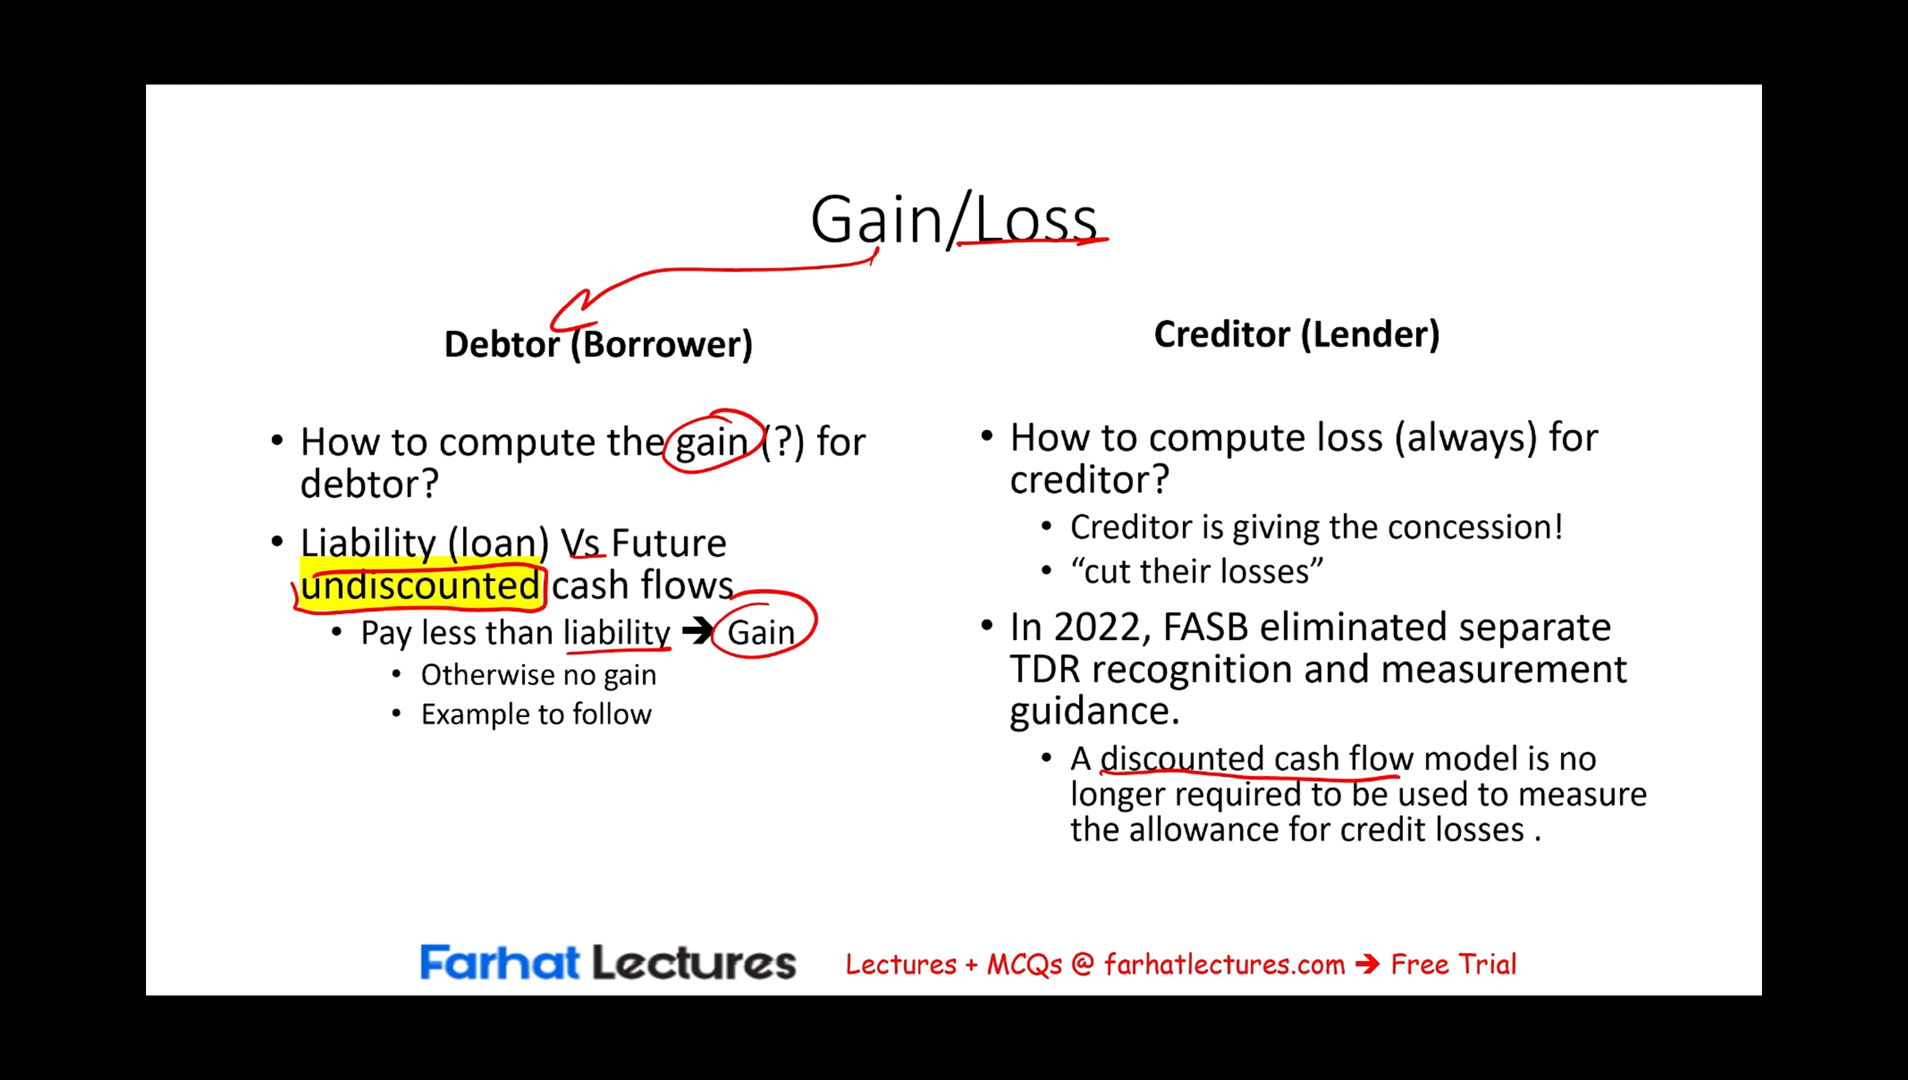 Gain/Loss
Debtor (Borrower)
• How to compute the gain (?) for
debtor?
• Liability (loan) Vs Future
undiscounted cash flows
• Pay less than liability ➔ Gain
• Otherwise no gain
• Example to follow
Creditor (Lender)
• How to compute loss (always) for
creditor?
• Creditor is giving the concession!
• “cut their losses”
• In 2022, FASB eliminated separate
TDR recognition and measurement
guidance.
• A discounted cash flow model is no
longer required to be used to measure
the allowance for credit losses .
Farhat Lectures
Lectures + MCQs @ farhatlectures.com ➔ Free Trial